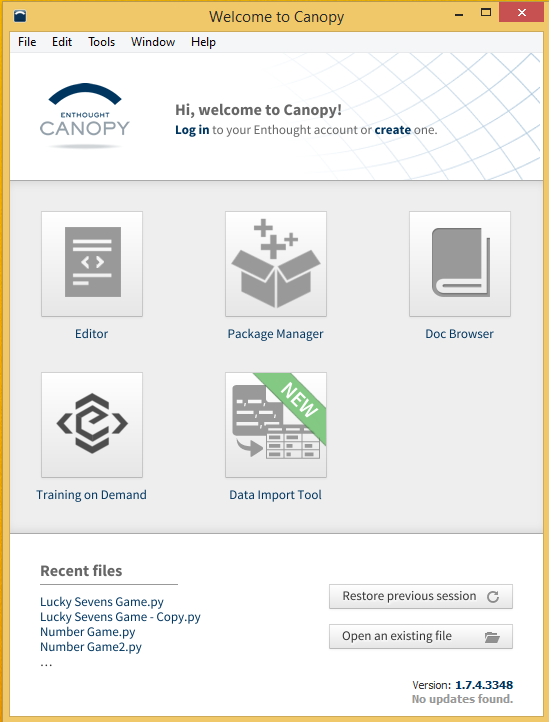 Welcome to Canopy
File Edit Tools Window Help
ENTHOUGHT
CANOPY
Hi, welcome to Canopy!
Log in to your Enthought account or create one.
Editor
Package Manager
Doc Browser
NEW
Training on Demand
Data Import Tool
Recent files
Lucky Sevens Game.py
Lucky Sevens Game - Copy.py
Number Game.py
Number Game2.py
...
Restore previous session
Open an existing file
Version: 1.7.4.3348
No updates found.